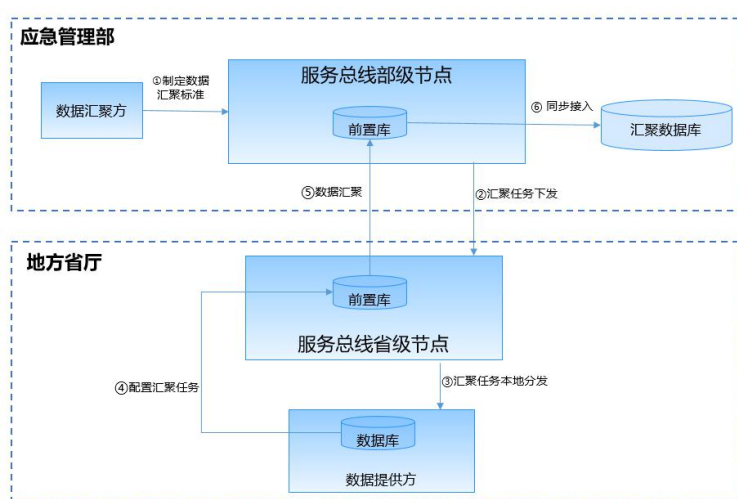 应急管理部
服务总线部级节点
①制定数据
汇聚标准
数据汇聚方
前置库
⑥ 同步接入
汇聚数据库
⑤数据汇聚
②汇聚任务下发
地方省厅
前置库
服务总线省级节点
④配置汇聚任务
③汇聚任务本地分发
数据库
数据提供方